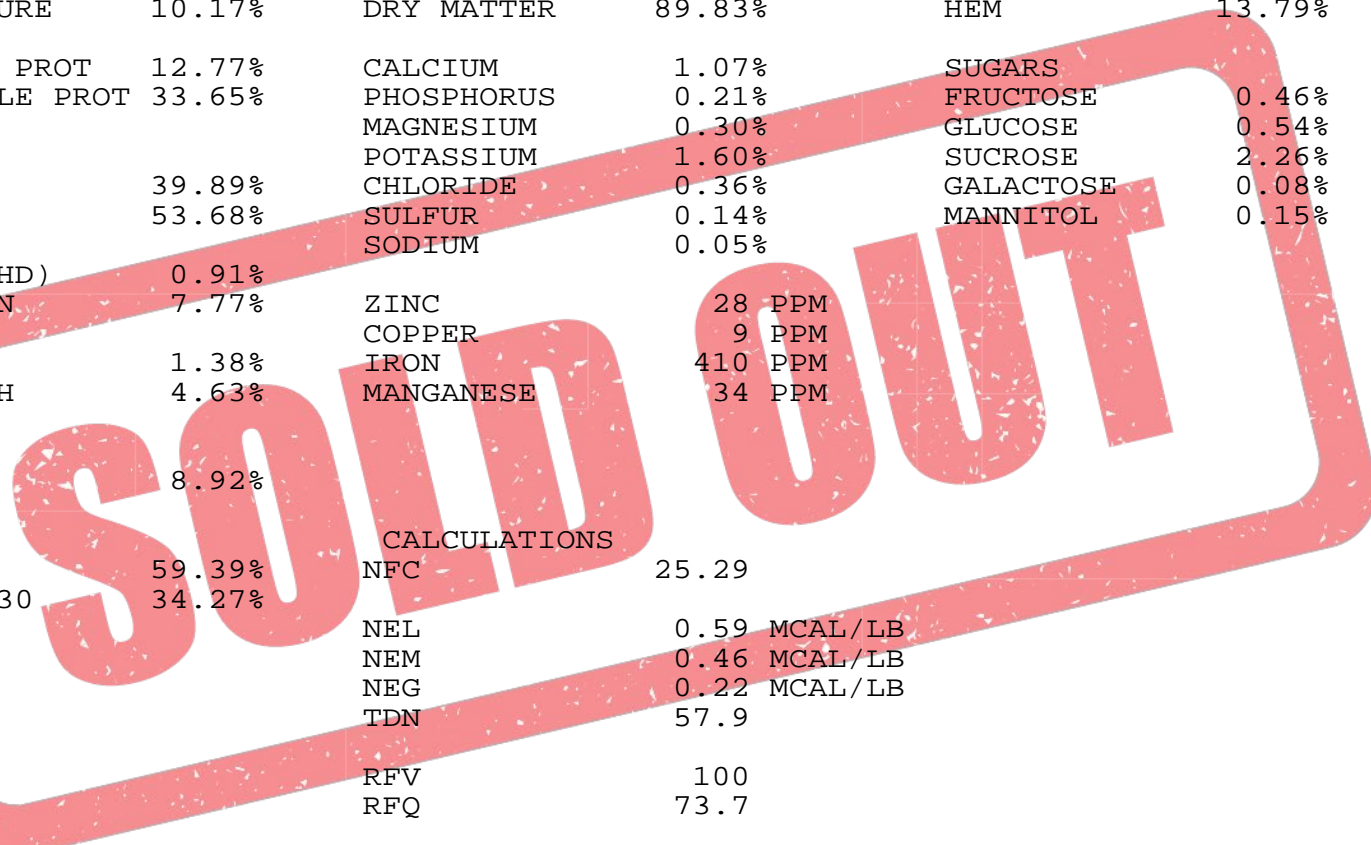 URE 10.17% DRY MATTER 89.83% HEM 13.79%
PROT 12.77% CALCIUM 1.07% SUGARS
LE PROT 33.65% PHOSPHORUS 0.21% FRUCTOSE 0.46%
MAGNESIUM 0.30% GLUCOSE 0.54%
POTASSIUM 1.60% SUCROSE 2.26%
39.89% CHLORIDE 0.36% GALACTOSE 0.08%
53.68% SULFUR 0.14% MANNITOL 0.15%
SODIUM 0.05%
HD) 0.91%
N 7.77% ZINC 28 PPM
COPPER 9 PPM
1.38% IRON 410 PPM
H 4.63% MANGANESE 34 PPM
8.92%
SOLD OUT
CALCULATIONS
59.39% NFC 25.29
30 34.27%
NEL 0.59 MCAL/LB
NEM 0.46 MCAL/LB
NEG 0.22 MCAL/LB
TDN 57.9
RFV 100
RFQ 73.7